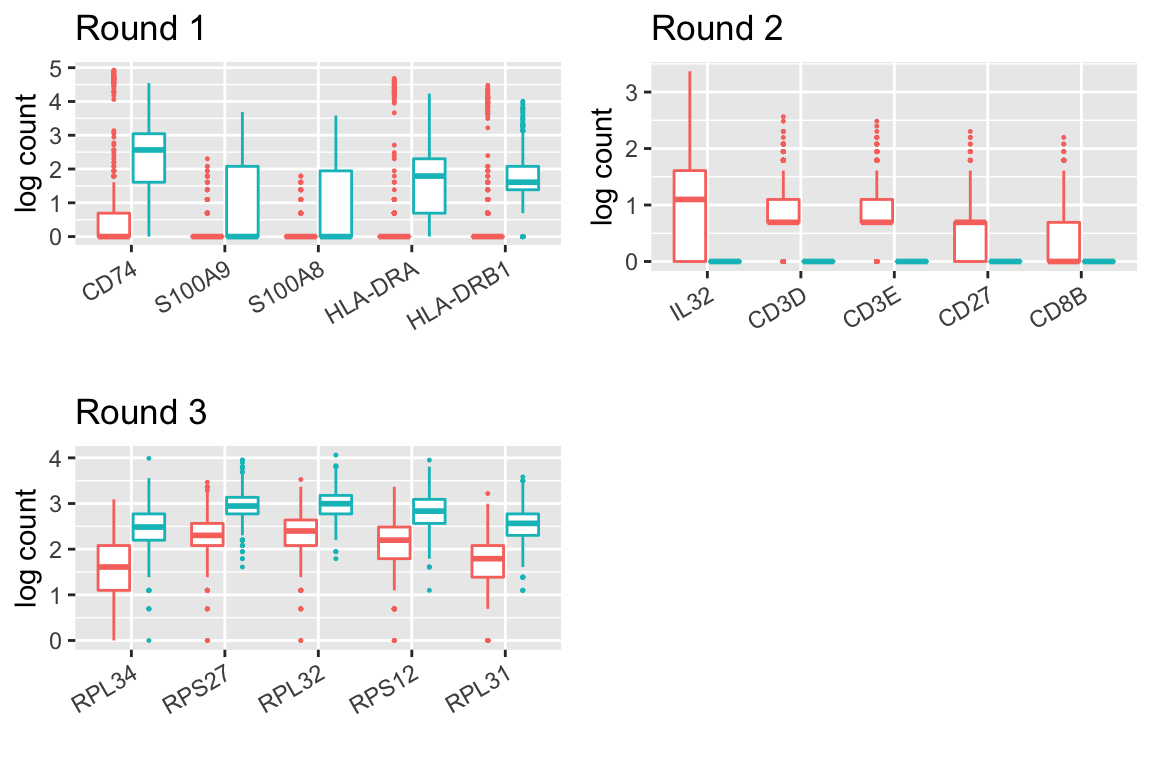 Round 1
log count
5
4
3
2
1
0
CD74
S100A9
S100A8
HLA-DRA
HLA-DRB1
Round 2
log count
3
2
1
0
IL32
CD3D
CD3E
CD27
CD8B
Round 3
log count
4
3
2
1
0
RPL34
RPS27
RPL32
RPS12
RPL31